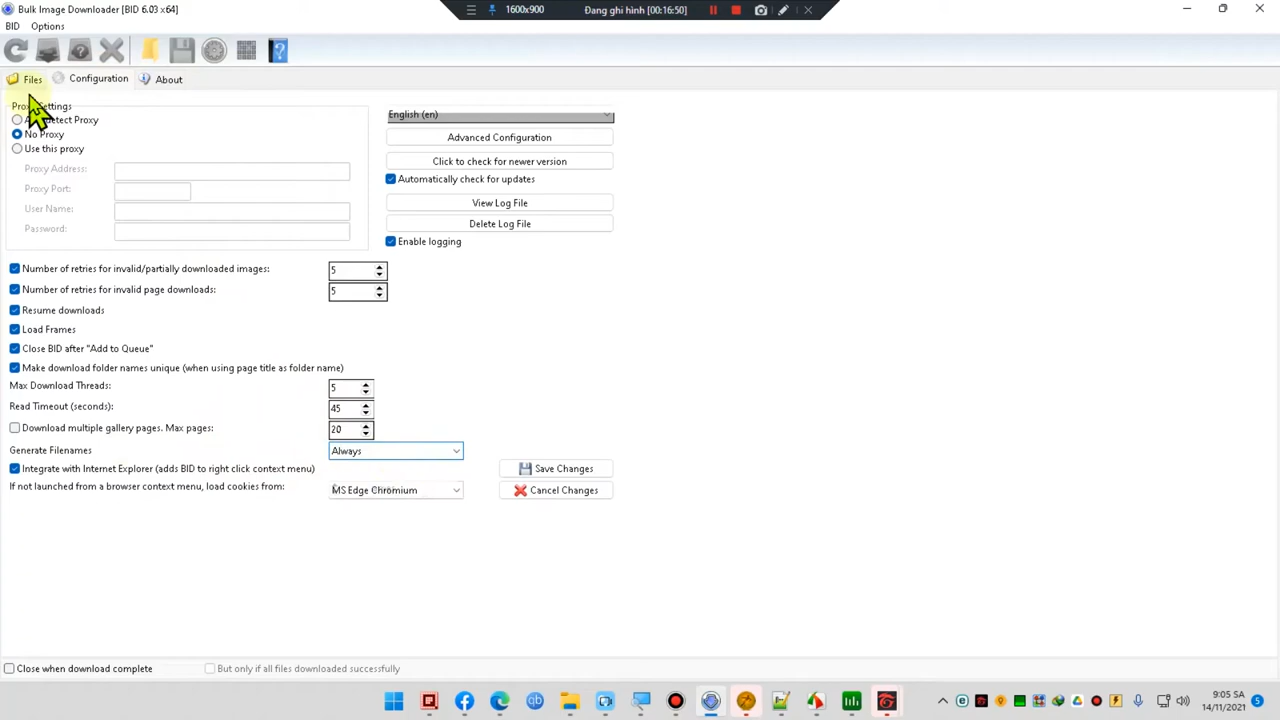 Bulk Image Downloader [BID 6.03 x64]
1600x900
Đang ghi hình [00:16:50]
BID Options
Files Configuration About
Settings
detect Proxy
No Proxy
Use this proxy
Proxy Address:
Proxy Port:
User Name:
Password:
English (en)
Advanced Configuration
Click to check for newer version
Automatically check for updates
View Log File
Delete Log File
Enable logging
Number of retries for invalid/partially downloaded images: 5
Number of retries for invalid page downloads: 5
Resume downloads
Load Frames
Close BID after "Add to Queue"
Make download folder names unique (when using page title as folder name)
Max Download Threads: 5
Read Timeout (seconds): 45
Download multiple gallery pages. Max pages: 20
Generate Filenames Always
Integrate with Internet Explorer (adds BID to right click context menu) Save Changes
If not launched from a browser context menu, load cookies from: MS Edge Chromium Cancel Changes
Close when download complete But only if all files downloaded successfully
9:05 SA
14/11/2021